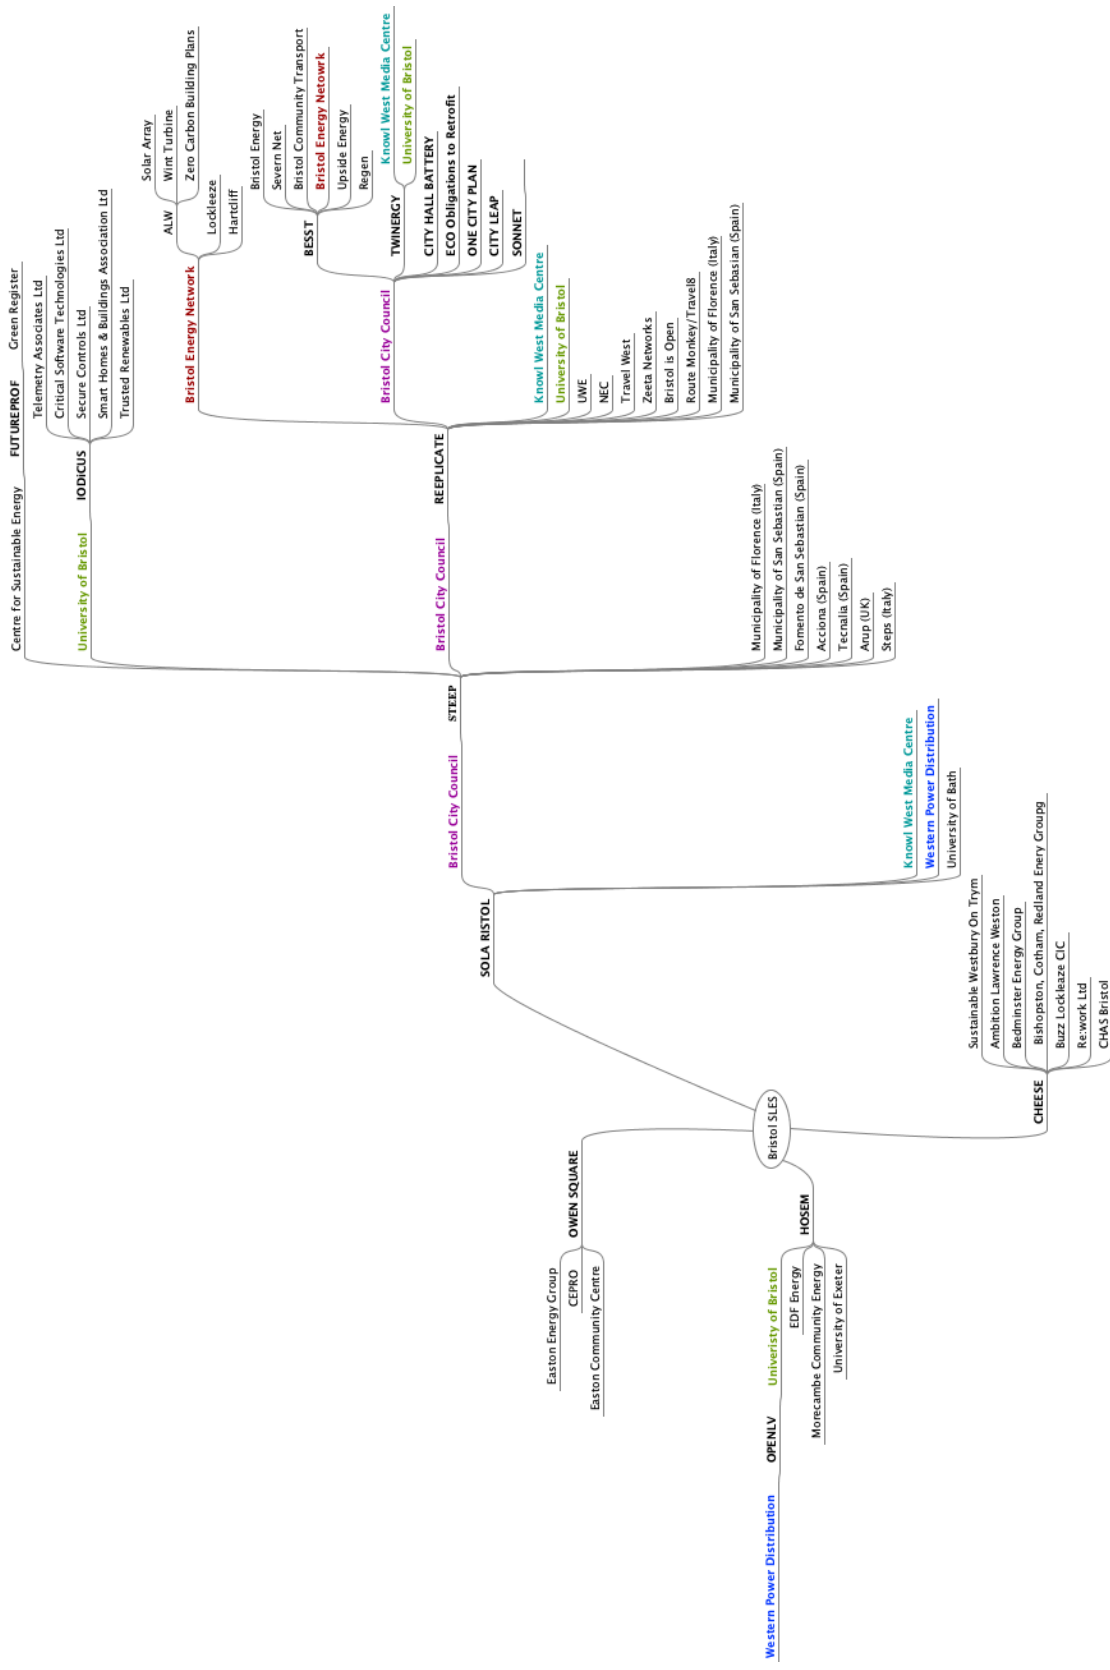 Centre for Sustainable Energy
FUTUREPROF
Green Register
University of Bristol
IODiCUS
Telemetry Associates Ltd
Critical Software Technologies Ltd
Secure Controls Ltd
Smart Homes & Buildings Association Ltd
Trusted Renewables Ltd
Bristol Energy Network
ALW
Solar Array
Wint Turbine
Zero Carbon Building Plans
Lockleeze
Hartcliff
Bristol City Council
BESST
Bristol Energy
Severn Net
Bristol Community Transport
Bristol Energy Netowrk
Upside Energy
Regen
TWINERGY
Knowl West Media Centre
University of Bristol
CITY HALL BATTERY
ECO Obligations to Retrofit
ONE CITY PLAN
CITY LEAP
SONNET
Bristol City Council
REEPLICATE
Knowl West Media Centre
University of Bristol
UWE
NEC
Travel West
Zeeta Networks
Bristol is Open
Route Monkey/Travel8
Municipality of Florence (Italy)
Municipality of San Sebasian (Spain)
Bristol City Council
STEEP
Municipality of Florence (Italy)
Municipality of San Sebastian (Spain)
Fomento de San Sebastian (Spain)
Acciona (Spain)
Tecnalia (Spain)
Arup (UK)
Steps (Italy)
SOLA RISTOL
Knowl West Media Centre
Western Power Distribution
University of Bath
Bristol SLES
CHEESE
Sustainable Westbury On Trym
Ambition Lawrence Weston
Bedminster Energy Group
Bishopston, Cotham, Redland Enery Groupg
Buzz Lockleaze CIC
Re:work Ltd
CHAS Bristol
OWEN SQUARE
Easton Energy Group
CEPRO
Easton Community Centre
HOSEM
Univeristy of Bristol
EDF Energy
Morecambe Community Energy
University of Exeter
OPENLV
Western Power Distribution